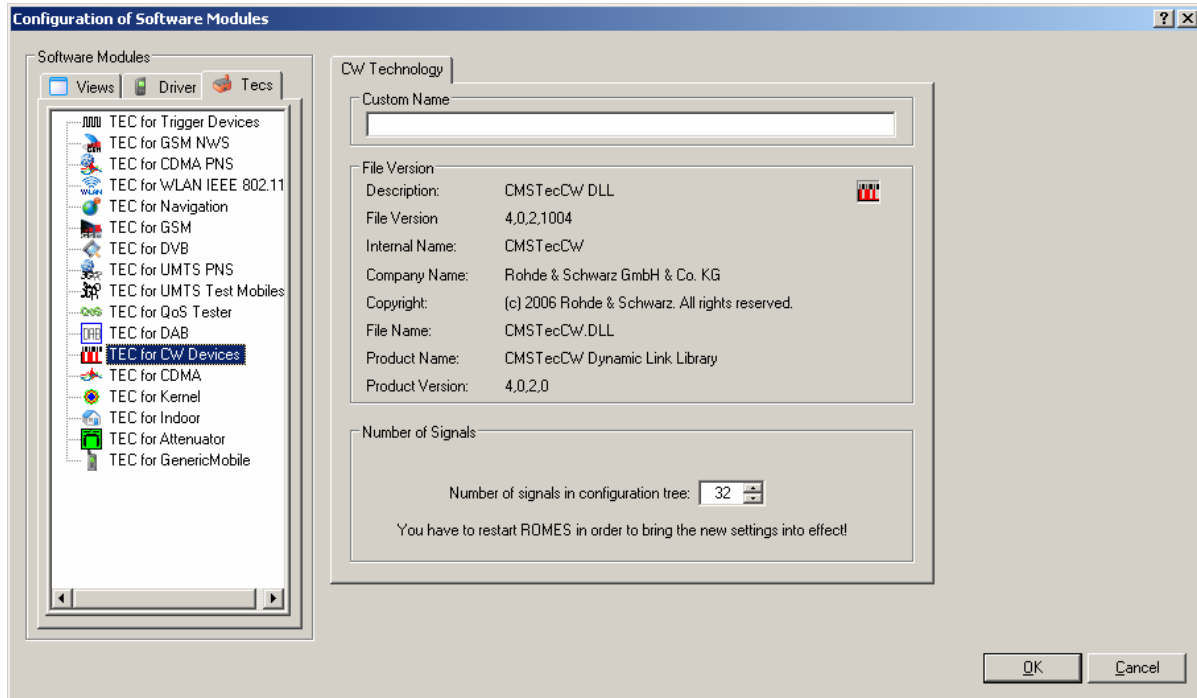 Configuration of Software Modules
Software Modules
Views Driver Tecs
TEC for Trigger Devices
TEC for GSM NWS
TEC for CDMA PNS
TEC for WLAN IEEE 802.11
TEC for Navigation
TEC for GSM
TEC for DVB
TEC for UMTS PNS
TEC for UMTS Test Mobiles
TEC for QoS Tester
TEC for DAB
TEC for CW Devices
TEC for CDMA
TEC for Kernel
TEC for Indoor
TEC for Attenuator
TEC for GenericMobile
CW Technology
Custom Name
File Version
Description: CMSTecCW DLL
File Version 4,0,2,1004
Internal Name: CMSTecCW
Company Name: Rohde & Schwarz GmbH & Co. KG
Copyright: (c) 2006 Rohde & Schwarz. All rights reserved.
File Name: CMSTecCW.DLL
Product Name: CMSTecCW Dynamic Link Library
Product Version: 4,0,2,0
Number of Signals
Number of signals in configuration tree: 32
You have to restart ROMES in order to bring the new settings into effect!
OK Cancel